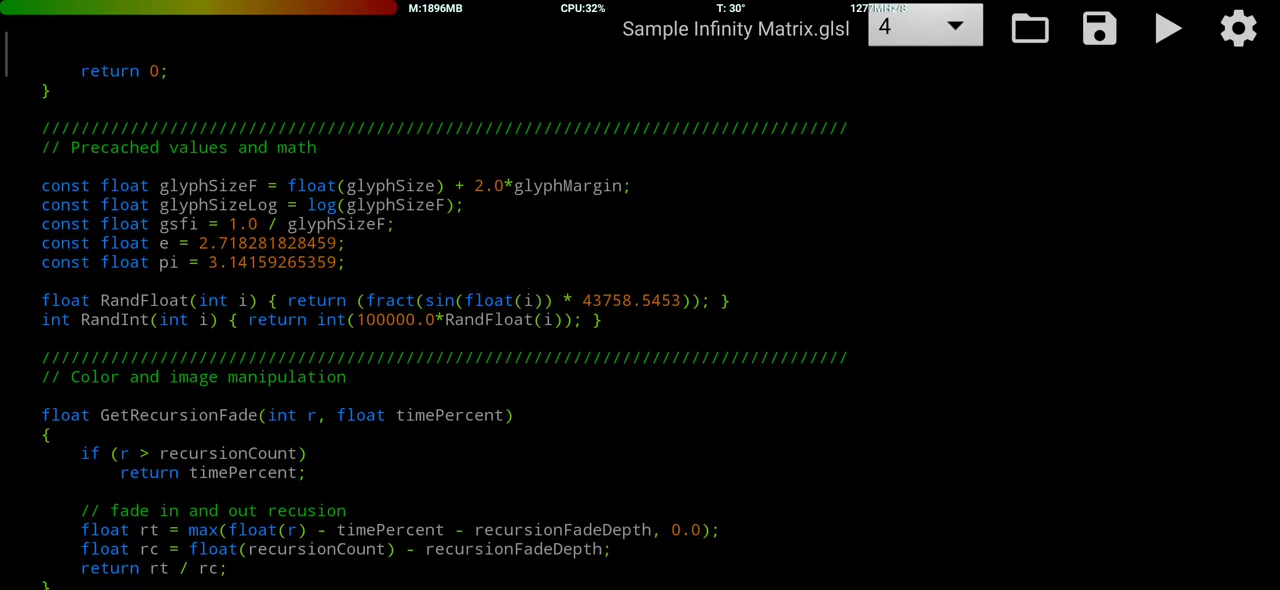 M:1896MB CPU:32% T: 30° 1277MHz/8
Sample Infinity Matrix.glsl 4
return 0;
}
//////////////////////////////////////////////////////////////////////////////////
// Precached values and math
const float glyphSizeF = float(glyphSize) + 2.0*glyphMargin;
const float glyphSizeLog = log(glyphSizeF);
const float gsfi = 1.0 / glyphSizeF;
const float e = 2.718281828459;
const float pi = 3.14159265359;
float RandFloat(int i) { return (fract(sin(float(i)) * 43758.5453)); }
int RandInt(int i) { return int(100000.0*RandFloat(i)); }
//////////////////////////////////////////////////////////////////////////////////
// Color and image manipulation
float GetRecursionFade(int r, float timePercent)
{
if (r > recursionCount)
return timePercent;
// fade in and out recusion
float rt = max(float(r) - timePercent - recursionFadeDepth, 0.0);
float rc = float(recursionCount) - recursionFadeDepth;
return rt / rc;
}